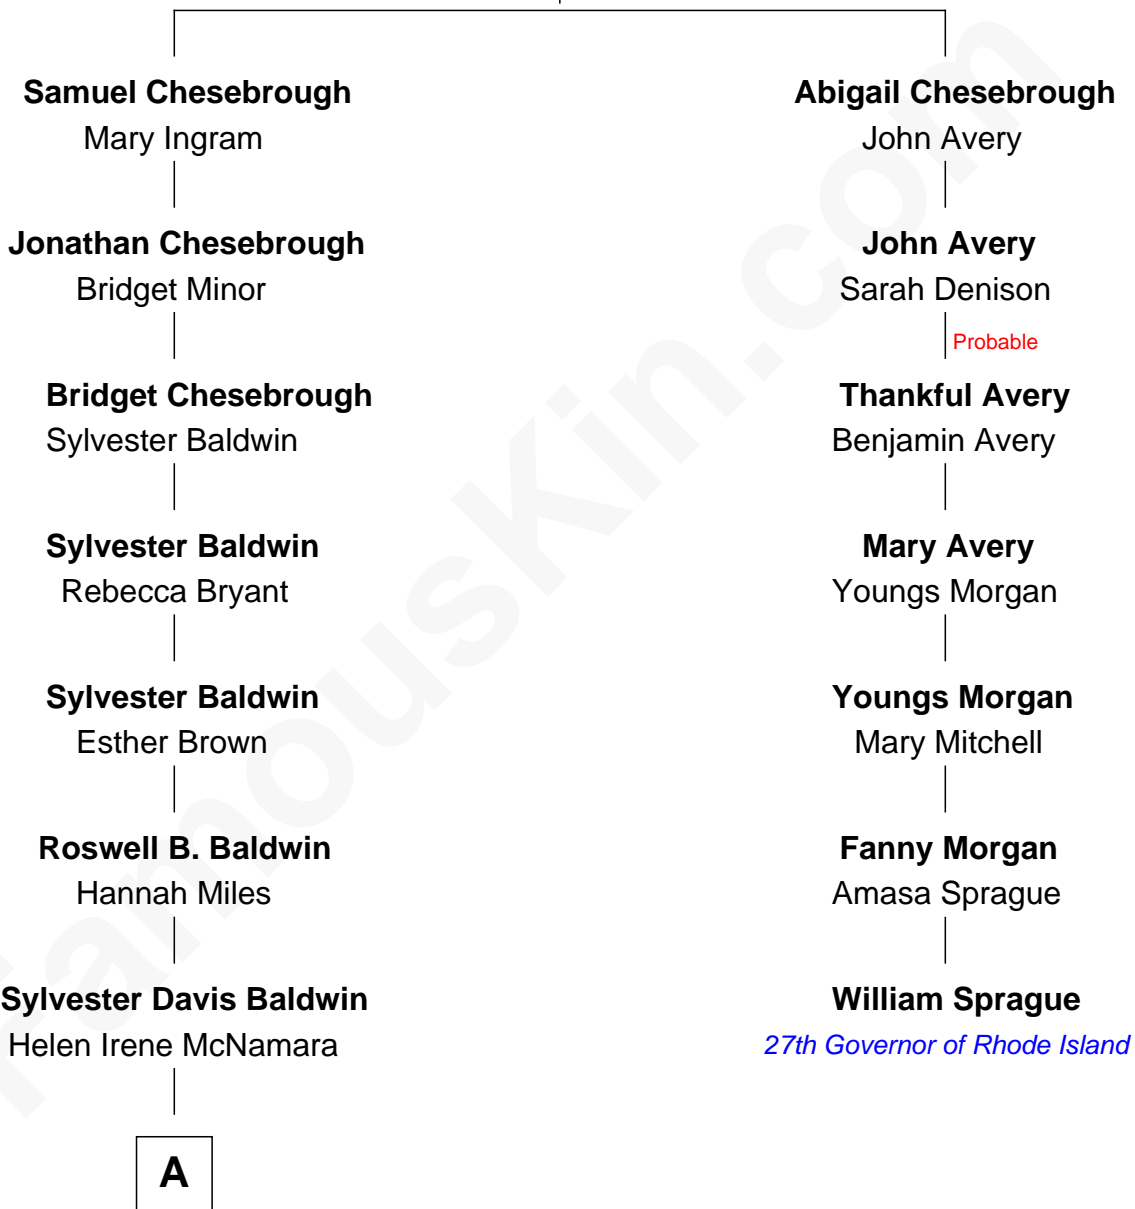 Samuel Chesebrough
Mary Ingram
Abigail Chesebrough
John Avery
Jonathan Chesebrough
Bridget Minor
John Avery
Sarah Denison
Probable
Bridget Chesebrough
Sylvester Baldwin
Thankful Avery
Benjamin Avery
Sylvester Baldwin
Rebecca Bryant
Mary Avery
Youngs Morgan
Sylvester Baldwin
Esther Brown
Youngs Morgan
Mary Mitchell
Roswell B. Baldwin
Hannah Miles
Fanny Morgan
Amasa Sprague
Sylvester Davis Baldwin
Helen Irene McNamara
William Sprague
27th Governor of Rhode Island
A
FamousKin.com